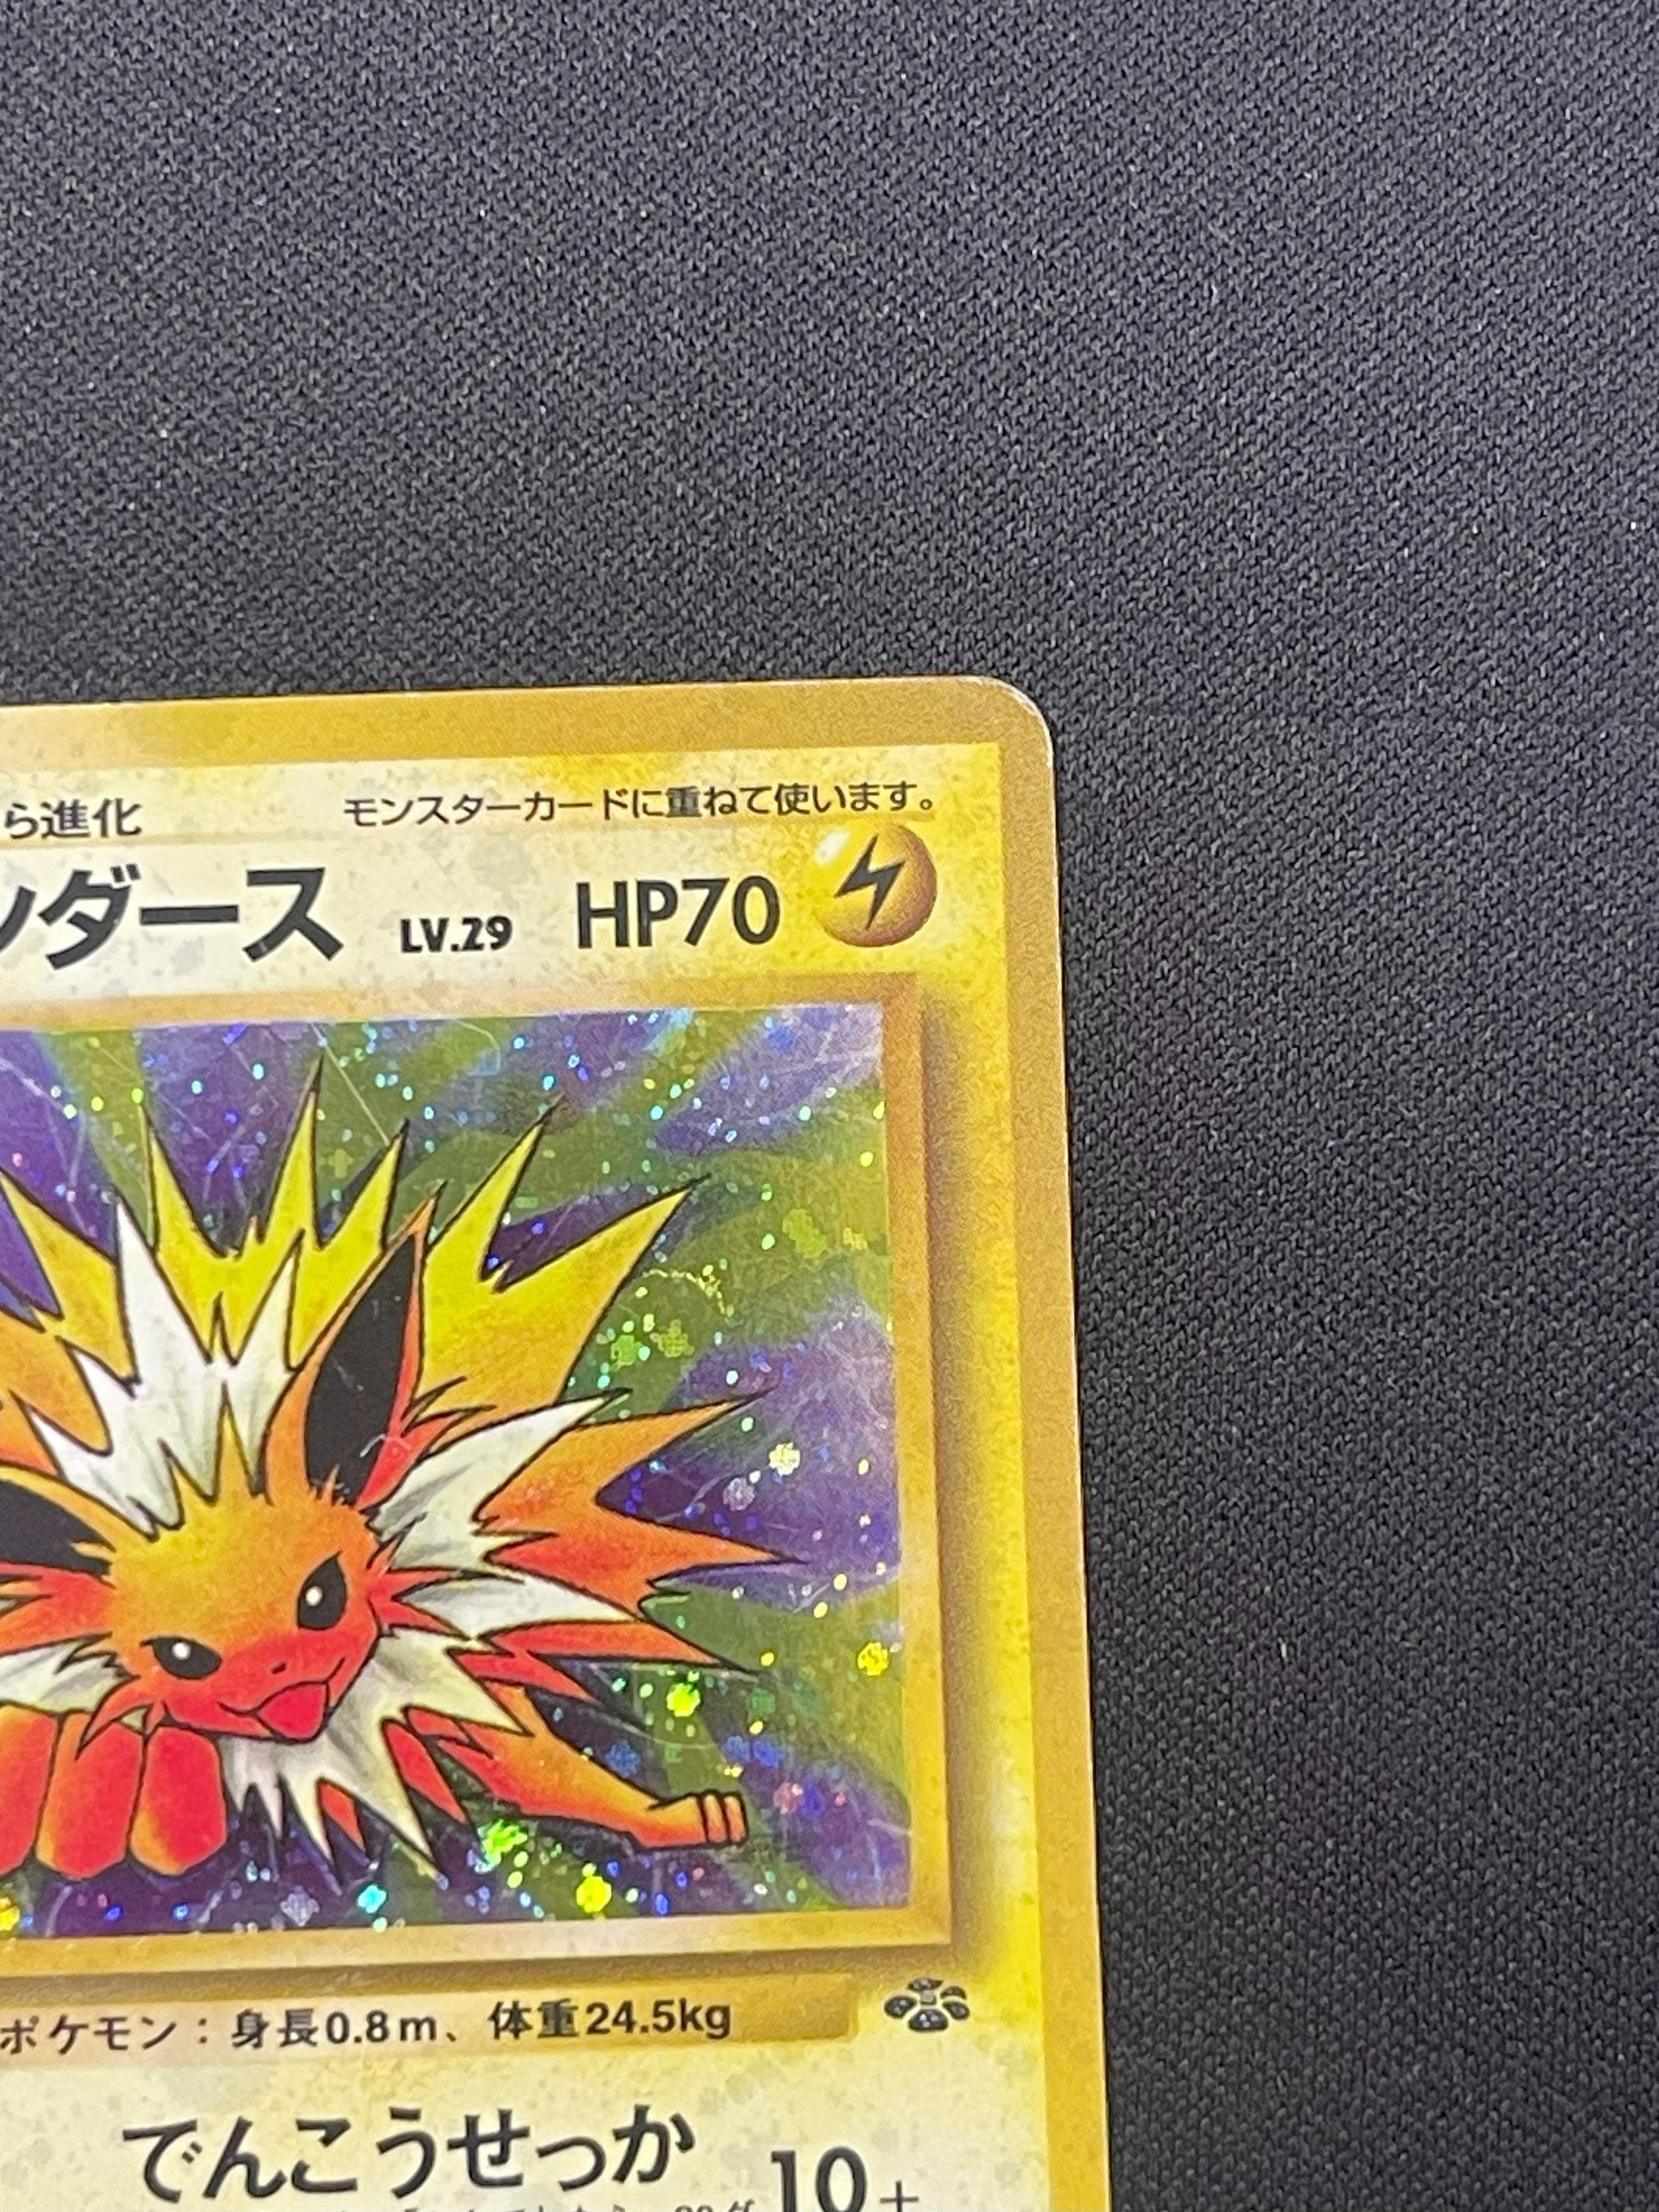 ら進化
モンスターカードに重ねて使います。
ンダース LV.29 HP70
ポケモン：身長0.8m、体重24.5kg
でんこうせっか 10+